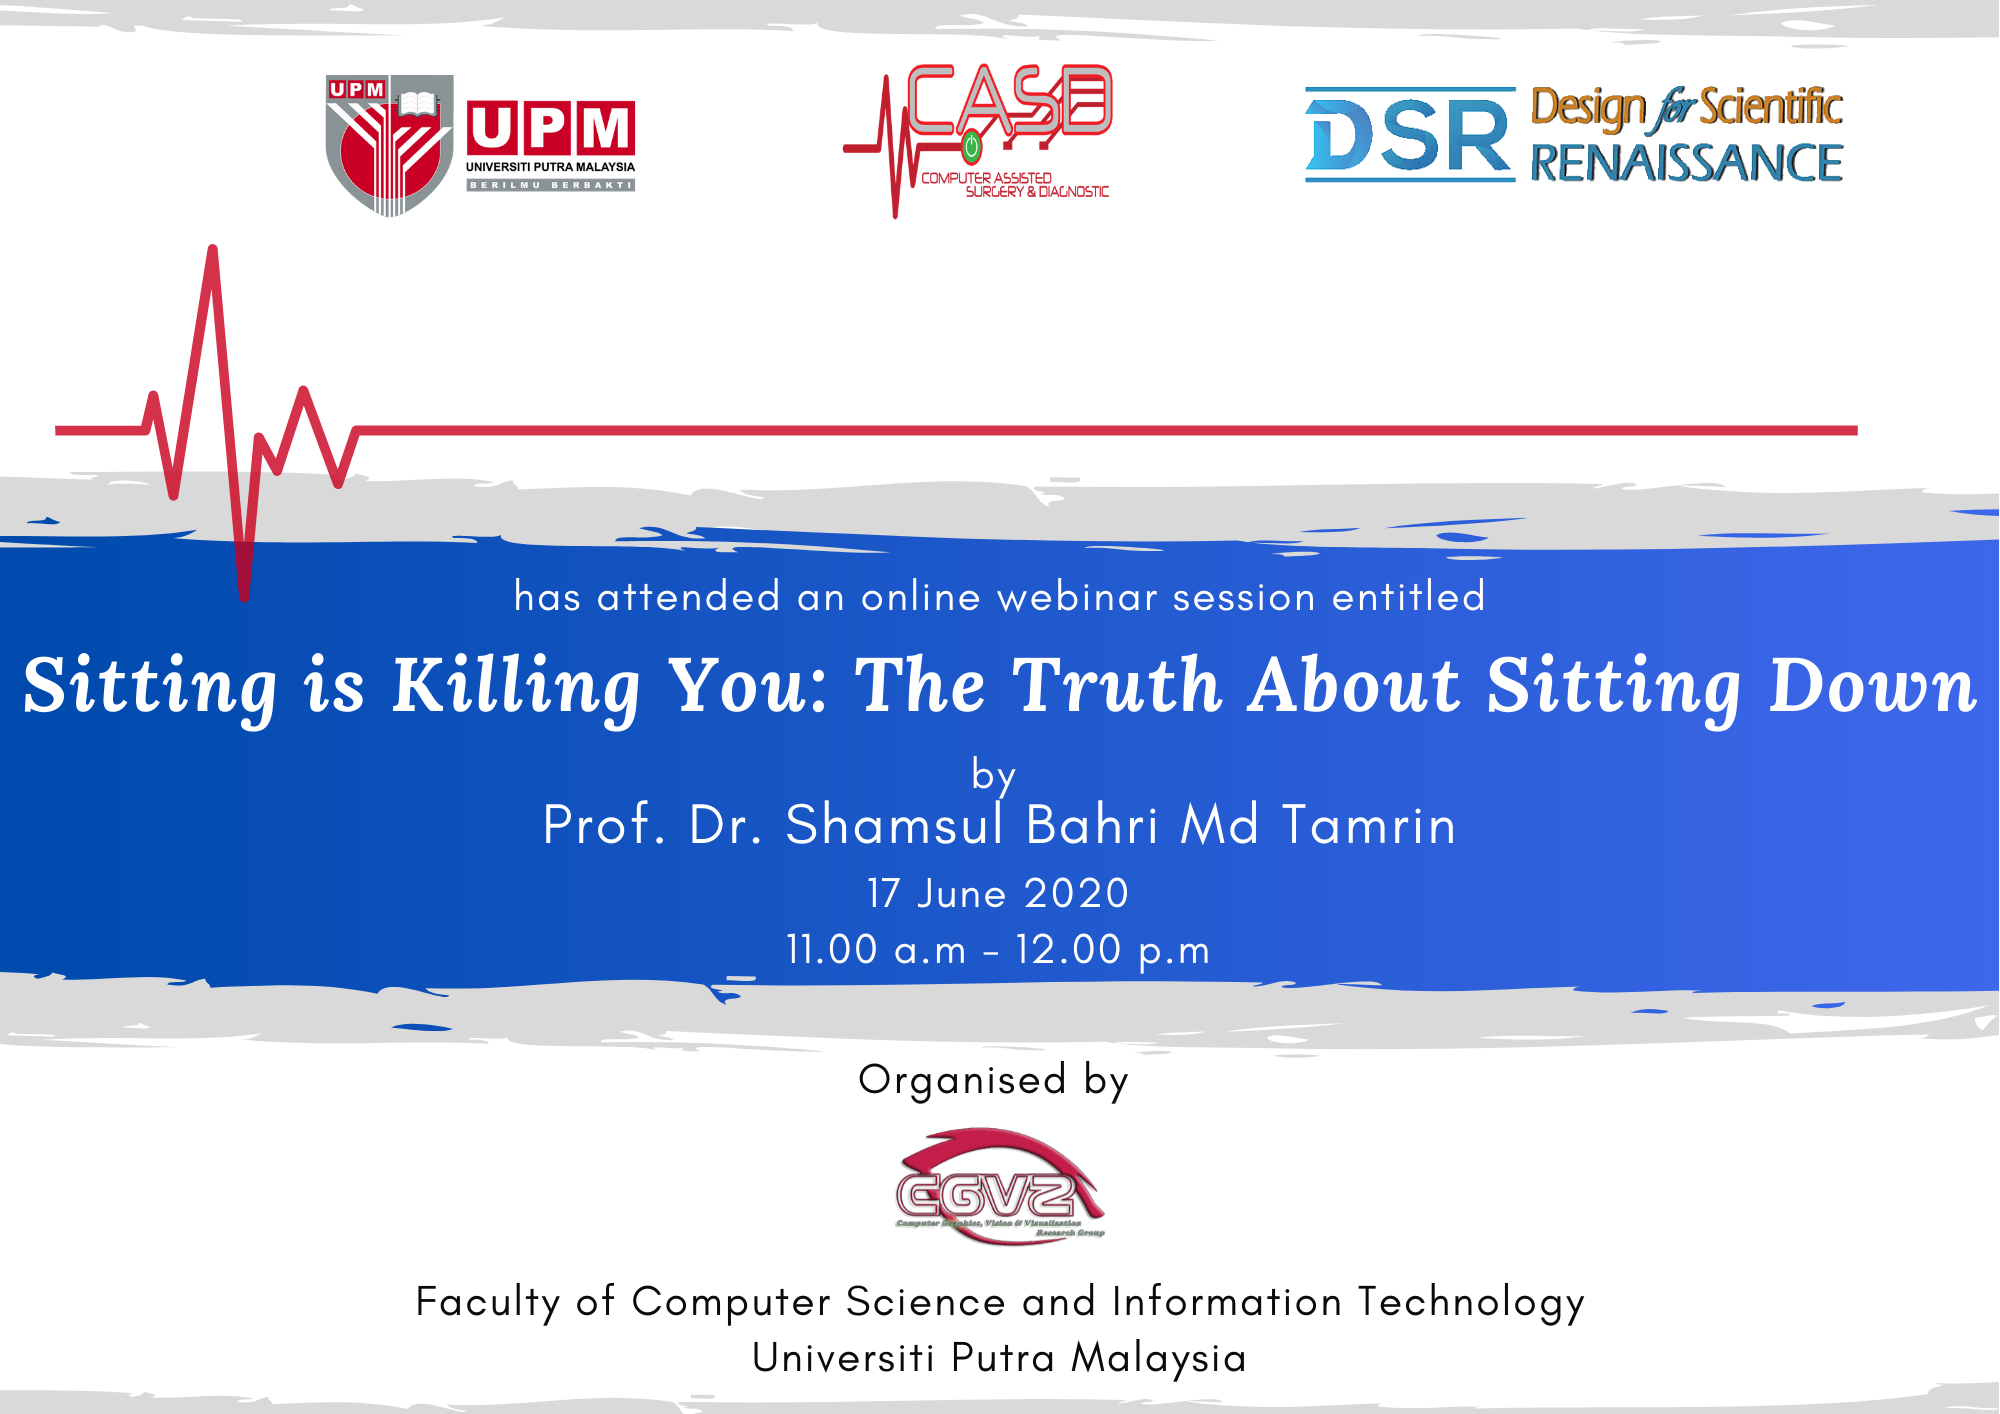 UPM
UPM
UNIVERSITI PUTRA MALAYSIA
BERILMU BERBAKTI
CASD
COMPUTER ASSISTED
SURGERY & DIAGNOSTIC
DSR
Design for Scientific
RENAISSANCE
has attended an online webinar session entitled
Sitting is Killing You: The Truth About Sitting Down
by
Prof. Dr. Shamsul Bahri Md Tamrin
17 June 2020
11.00 a.m - 12.00 p.m
Organised by
CGVZ
Computer Graphics, Vision & Visualization
Research Group
Faculty of Computer Science and Information Technology
Universiti Putra Malaysia